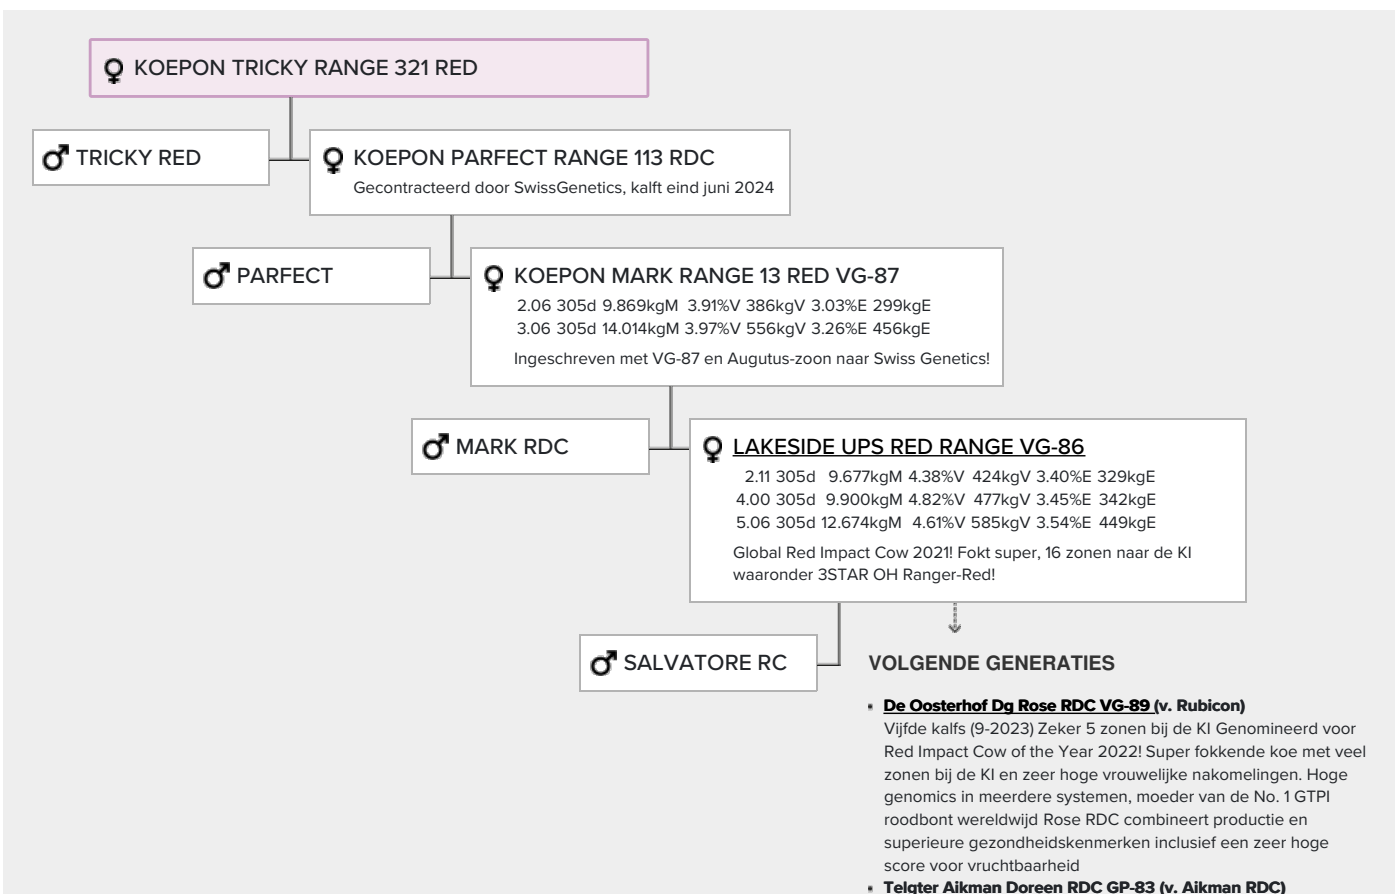 KOEPON TRICKY RANGE 321 RED
TRICKY RED
KOEPON PARFECT RANGE 113 RDC
Gecontracteerd door SwissGenetics, kalft eind juni 2024
PARFECT
KOEPON MARK RANGE 13 RED VG-87
2.06 305d 9.869kgM 3.91%V 386kgV 3.03%E 299kgE
3.06 305d 14.014kgM 3.97%V 556kgV 3.26%E 456kgE
Ingeschreven met VG-87 en Augutus-zoon naar Swiss Genetics!
MARK RDC
LAKESIDE UPS RED RANGE VG-86
2.11 305d 9.677kgM 4.38%V 424kgV 3.40%E 329kgE
4.00 305d 9.900kgM 4.82%V 477kgV 3.45%E 342kgE
5.06 305d 12.674kgM 4.61%V 585kgV 3.54%E 449kgE
Global Red Impact Cow 2021! Fokt super, 16 zonen naar de KI
waaronder 3STAR OH Ranger-Red!
SALVATORE RC
VOLGENDE GENERATIES
De Oosterhof Dg Rose RDC VG-89 (v. Rubicon)
Vijfde kalfs (9-2023) Zeker 5 zonen bij de KI Genomineerd voor
Red Impact Cow of the Year 2022! Super fokkende koe met veel
zonen bij de KI en zeer hoge vrouwelijke nakomelingen. Hoge
genomics in meerdere systemen, moeder van de No. 1 GTPI
roodbont wereldwijd Rose RDC combineert productie en
superieure gezondheidskenmerken inclusief een zeer hoge
score voor vruchtbaarheid
Telgter Aikman Doreen RDC GP-83 (v. Aikman RDC)